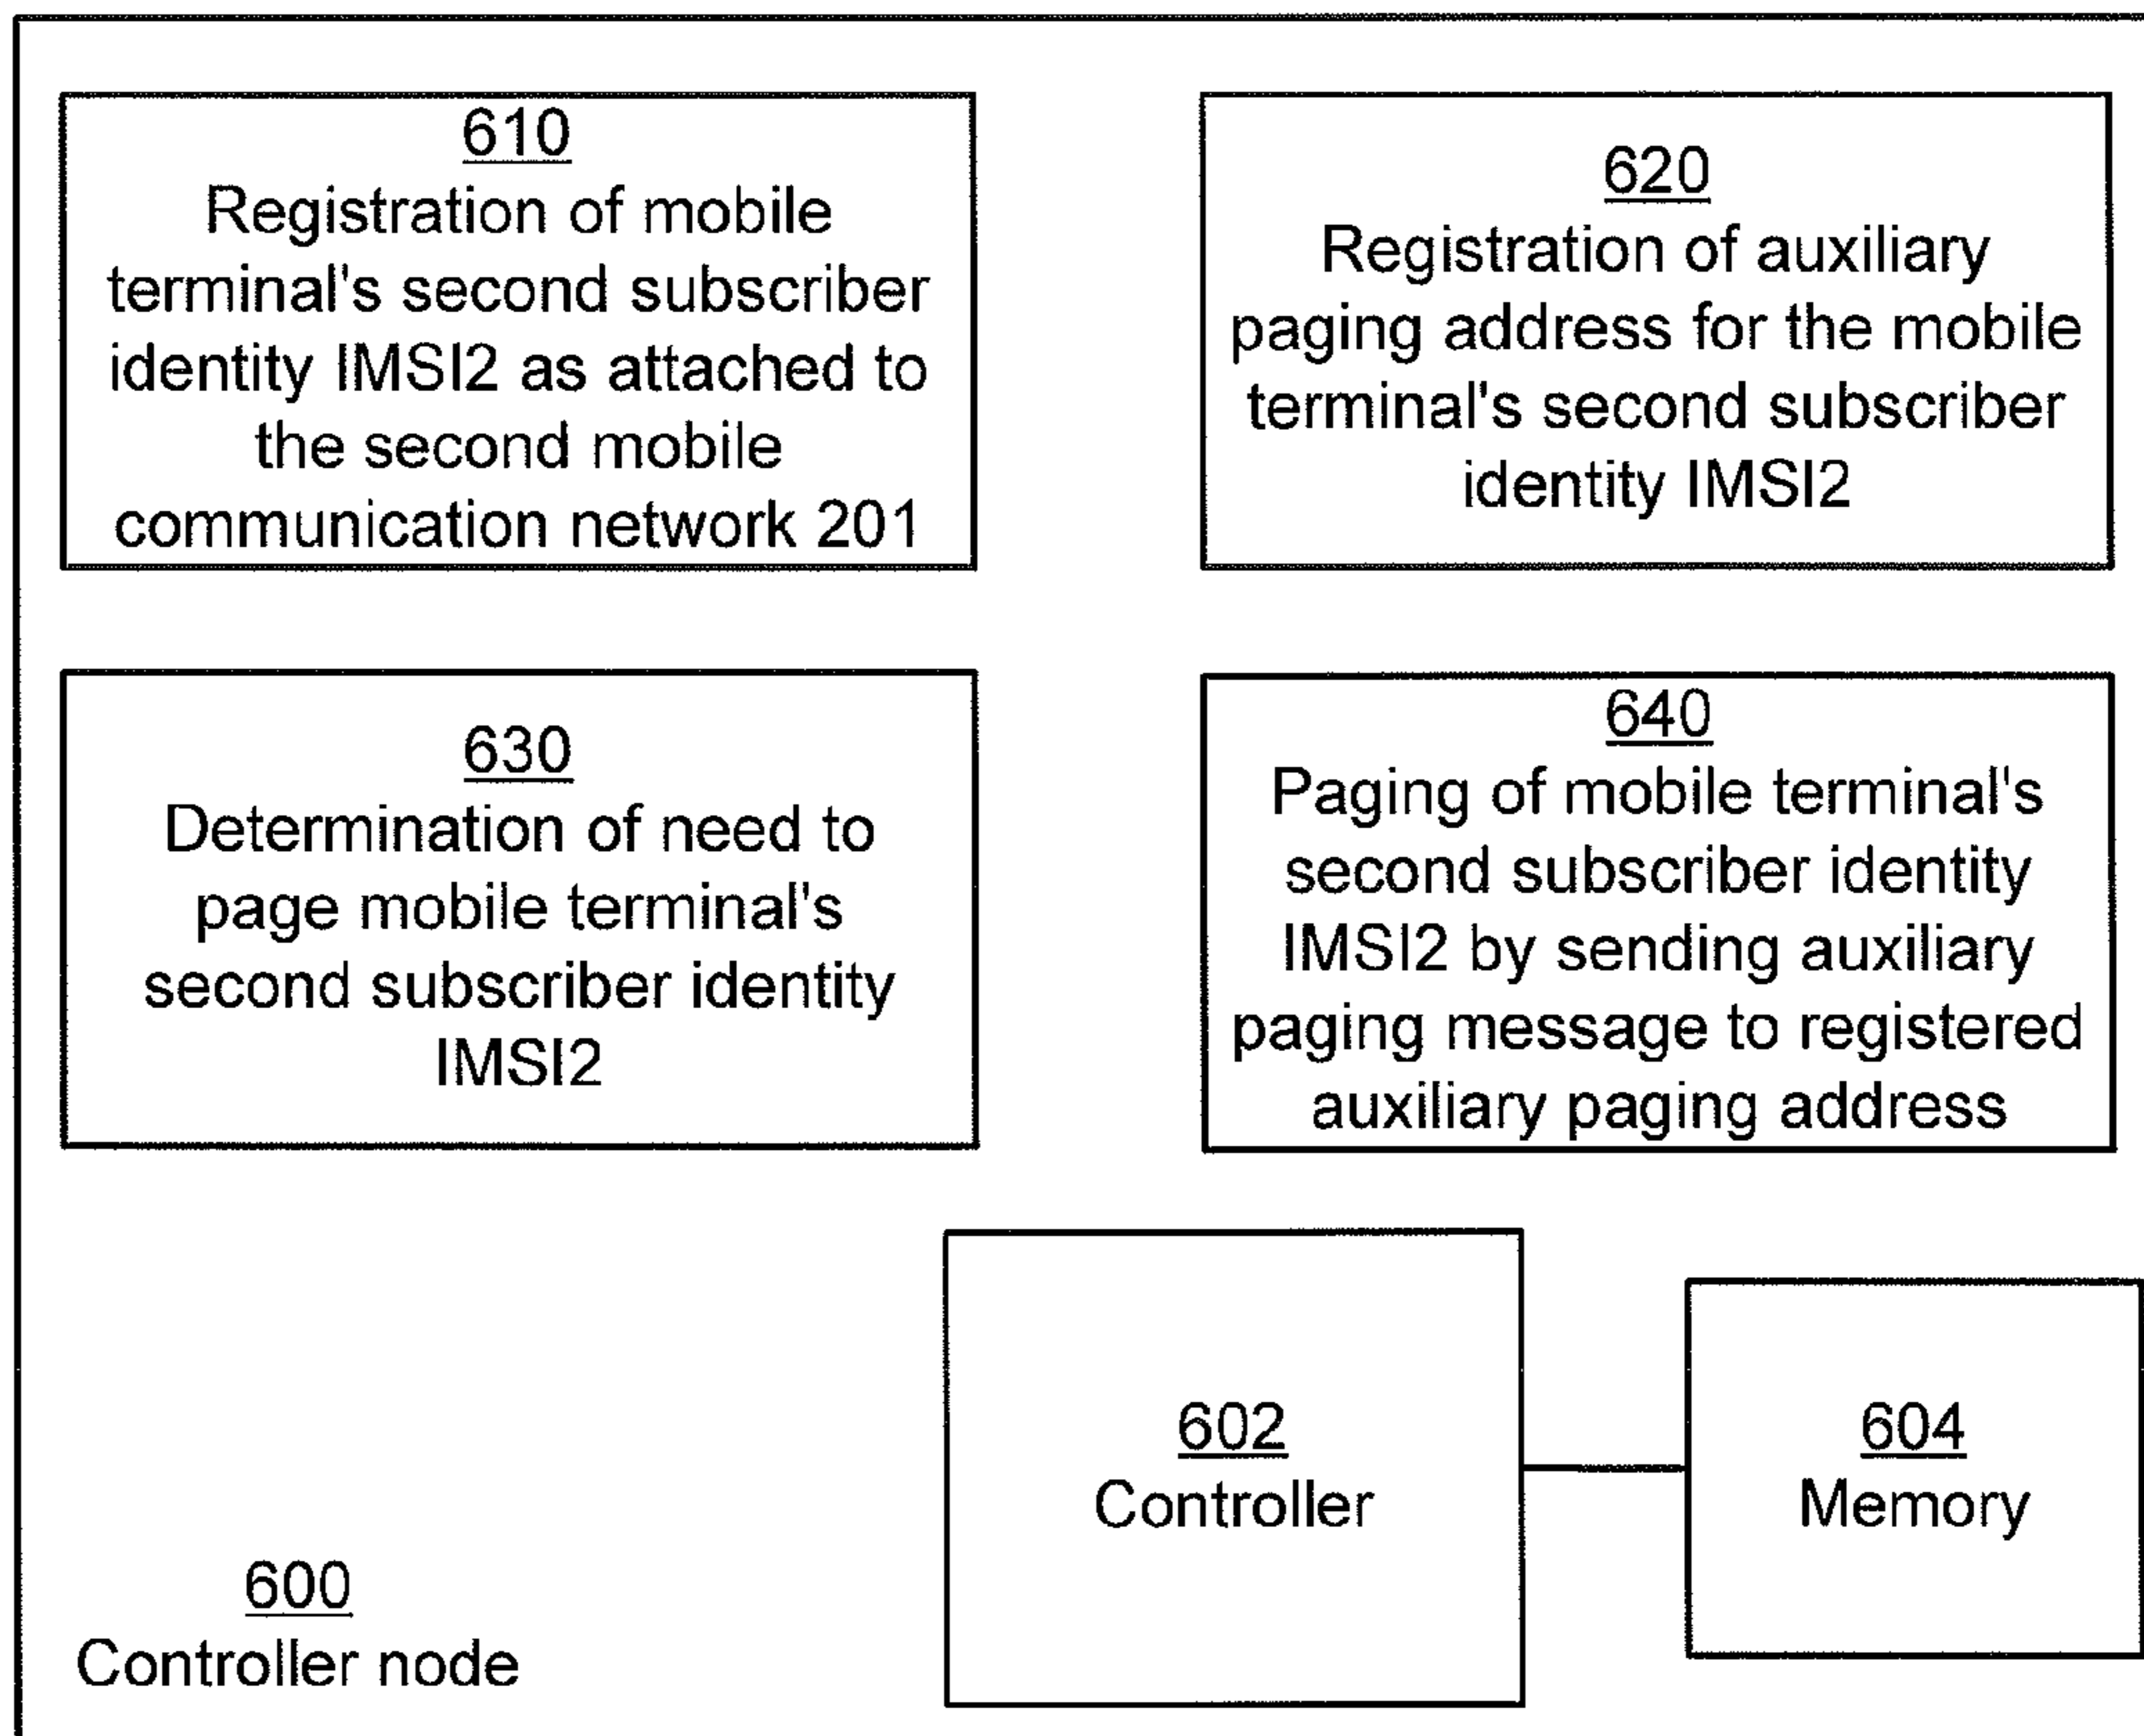 610
Registration of mobile
terminal's second subscriber
identity IMSI2 as attached to
the second mobile
communication network 201
620
Registration of auxiliary
paging address for the mobile
terminal's second subscriber
identity IMSI2
630
Determination of need to
page mobile terminal's
second subscriber identity
IMSI2
640
Paging of mobile terminal's
second subscriber identity
IMSI2 by sending auxiliary
paging message to registered
auxiliary paging address
602
Controller
604
Memory
600
Controller node